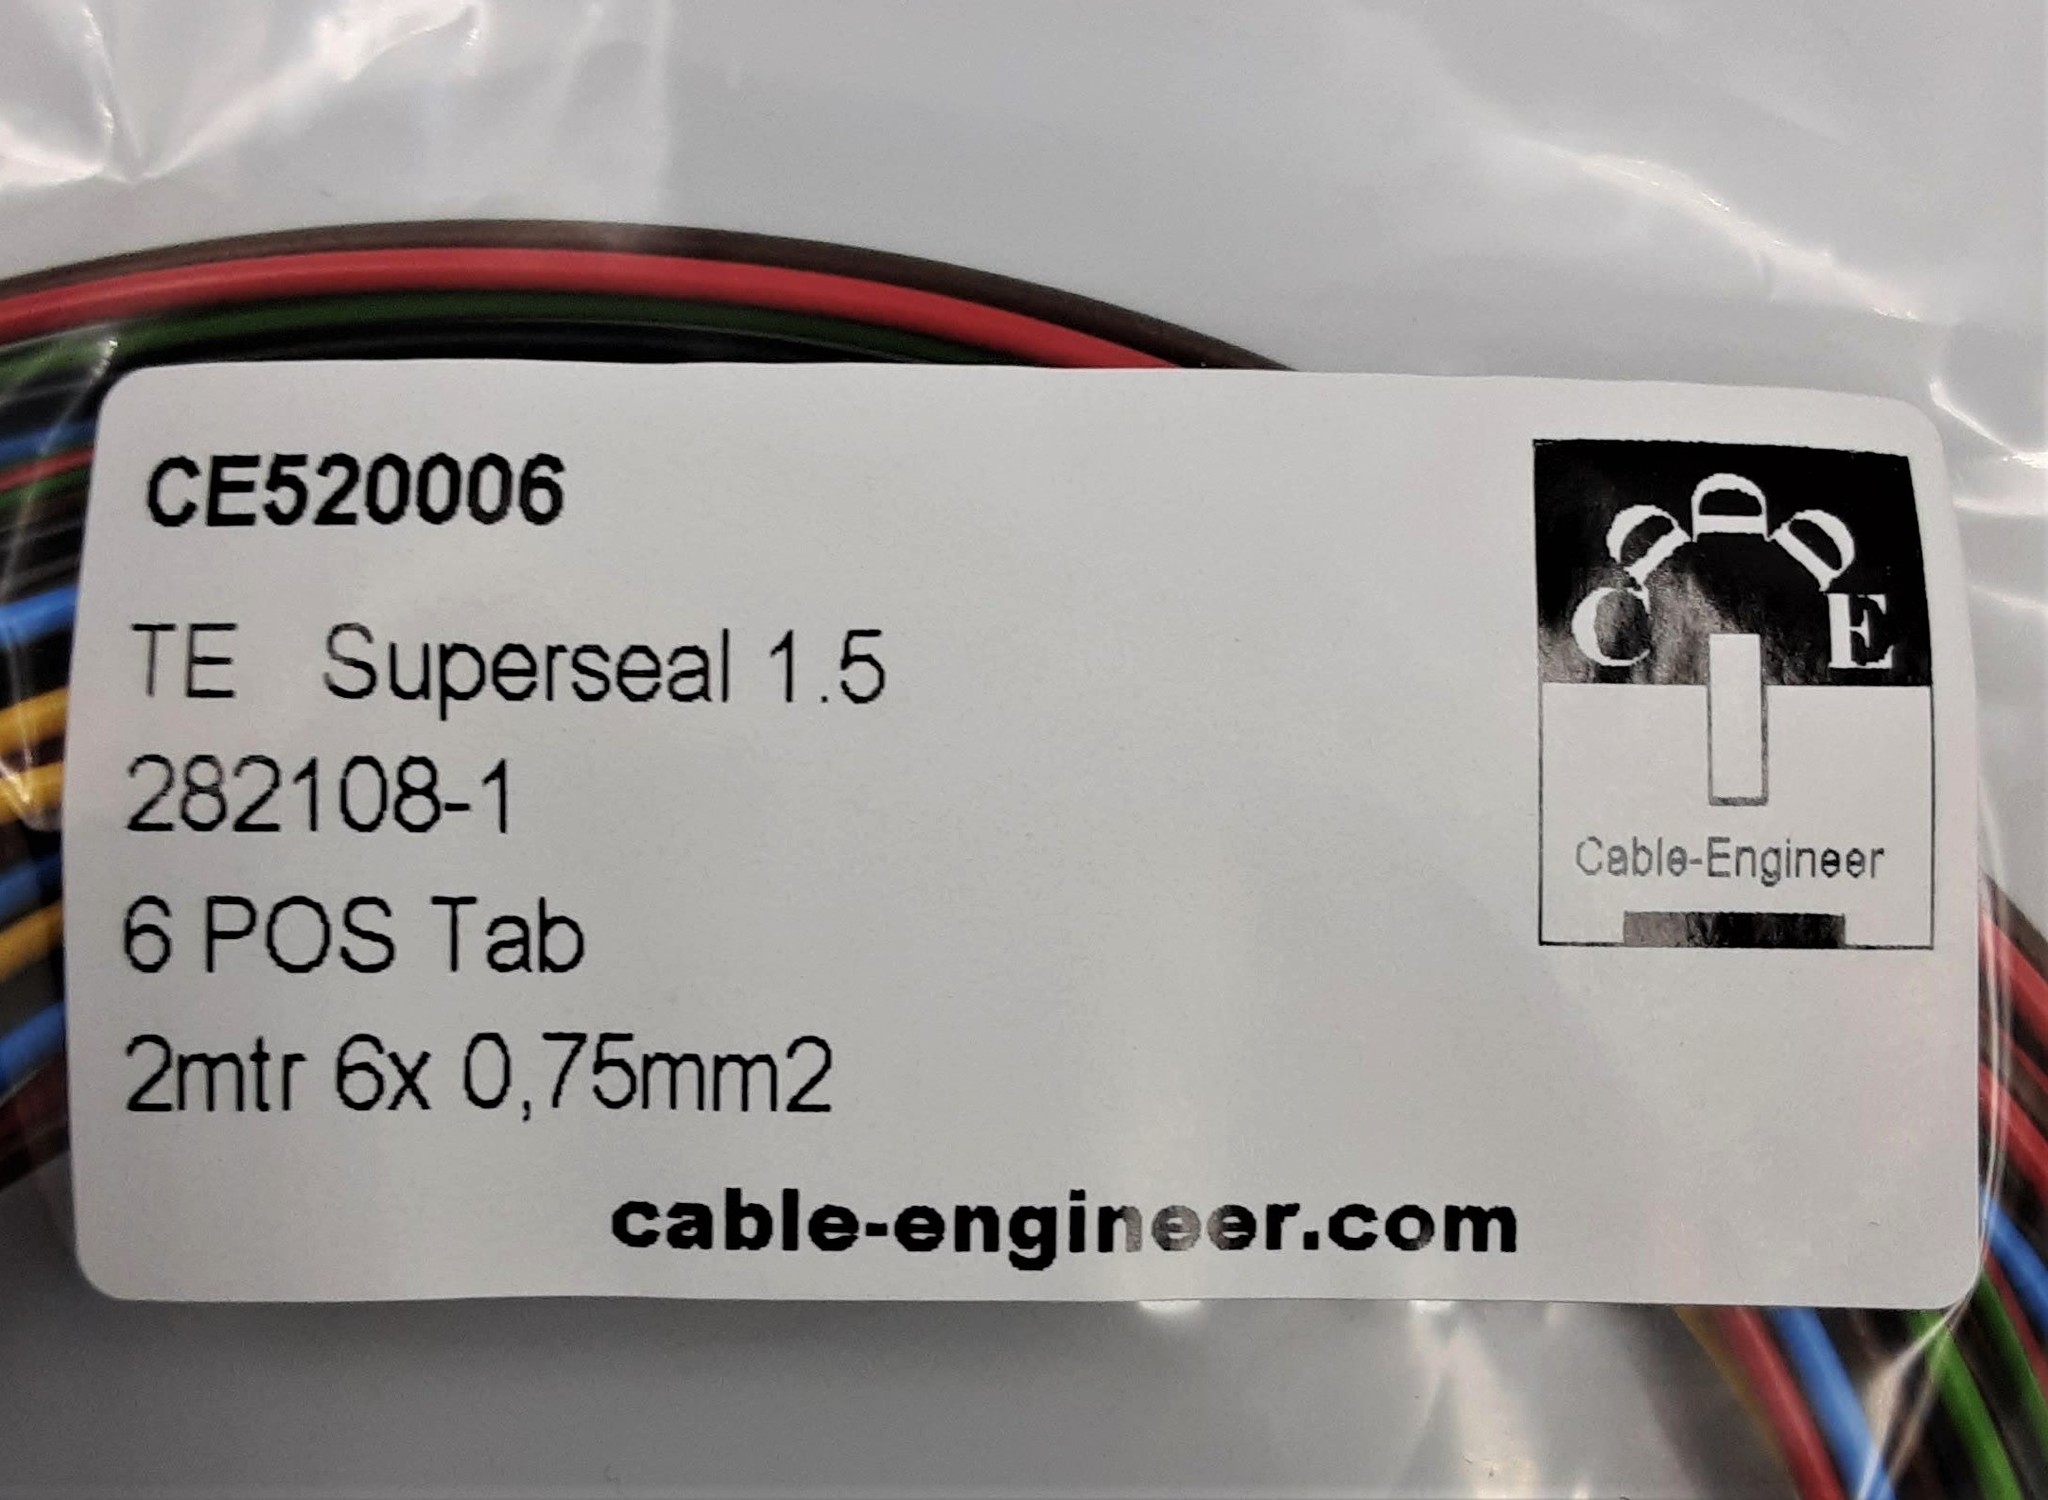 CE520006
TE Superseal 1.5
282108-1
6 POS Tab
2mtr 6x 0,75mm2
cable-engineer.com
C E
Cable-Engineer